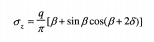 σ_z = q/π [β + sin β cos(β + 2δ)]